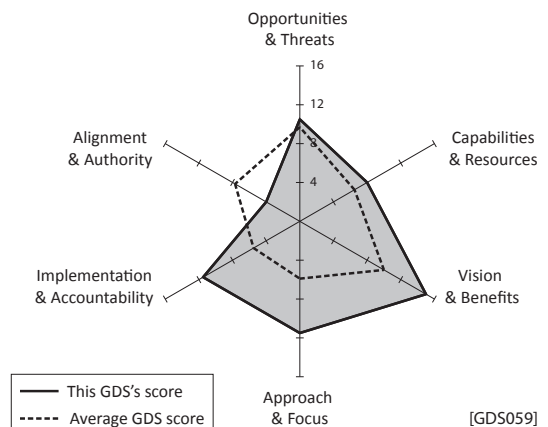 Opportunities
& Threats
16
12
8
4
Alignment
& Authority
Capabilities
& Resources
Implementation
& Accountability
Vision
& Benefits
Approach
& Focus
This GDS's score
Average GDS score
[GDS059]